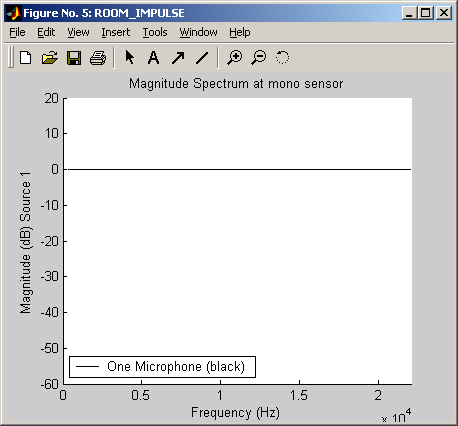 Figure No. 5: ROOM_IMPULSE
File Edit View Insert Tools Window Help
A
Magnitude Spectrum at mono sensor
20
10
0
-10
-20
-30
-40
-50
-60
Magnitude (dB) Source 1
One Microphone (black)
0 0.5 1 1.5 2
Frequency (Hz)
x 10^4